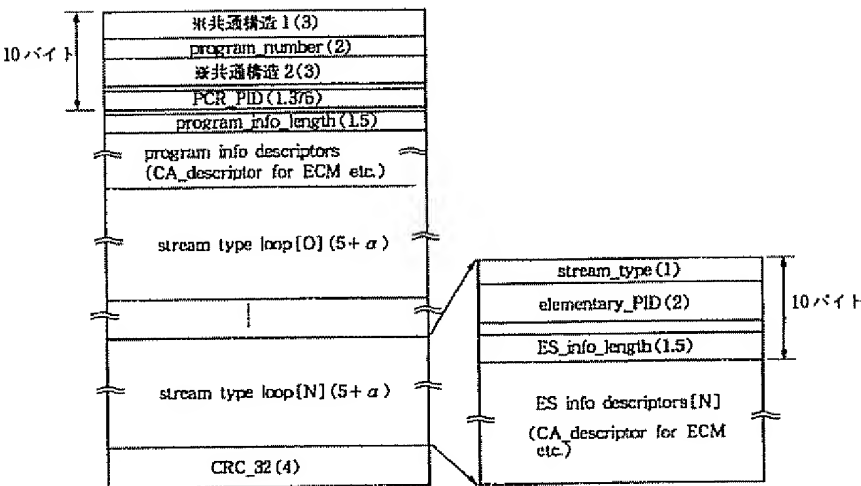 ※共通構造1(3)
10バイト
program_number(2)
※共通構造2(3)
PCR_PID(1.3/6)
program_info_length(1.5)
program info descriptors
(CA_descriptor for ECM etc.)
stream type loop[0](5+α)
stream_type(1)
elementary_PID(2)
10バイト
ES_info_length(1.5)
stream type loop[N](5+α)
ES info descriptors[N]
(CA_descriptor for ECM
etc.)
CRC_32(4)